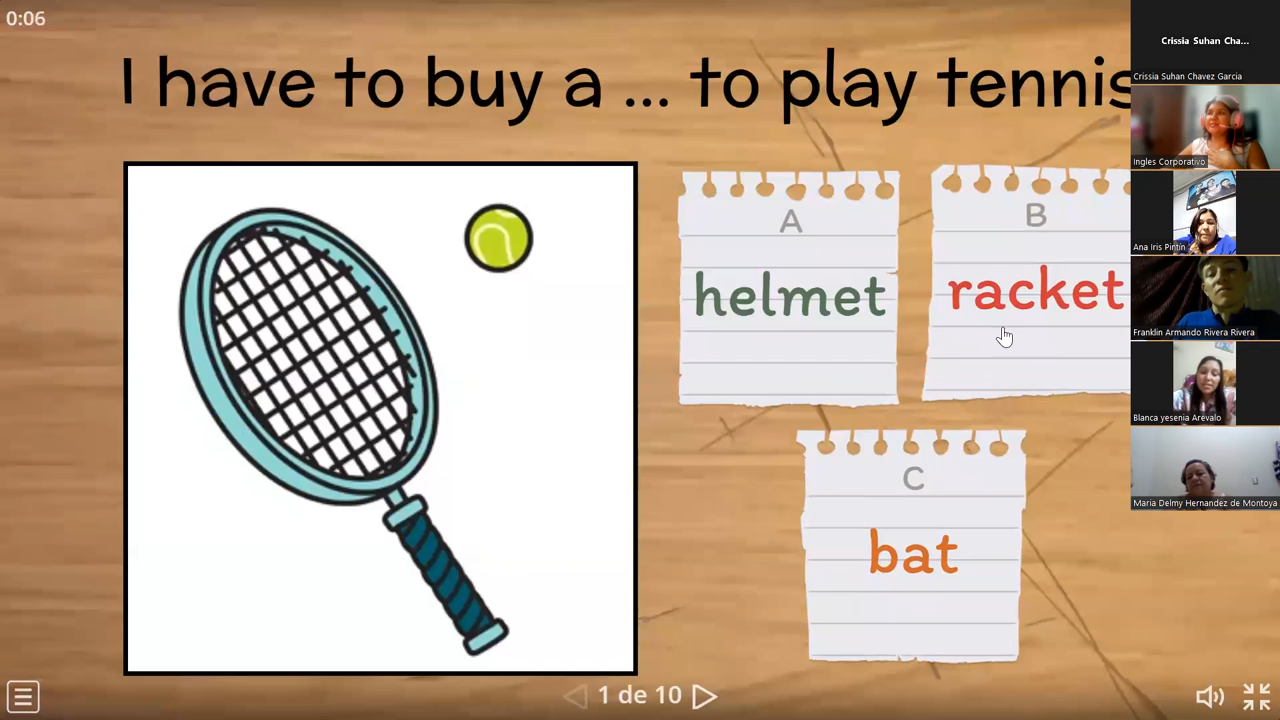 0:06
I have to buy a ... to play tennis
A
helmet
B
racket
C
bat
1 de 10
Crissia Suhan Cha...
Crissia Suhan Chavez Garcia
Ingles Corporativo
Ana Iris Pintin
Franklin Armando Rivera Rivera
Blanca yesenia Arevalo
Maria Delmy Hernandez de Montoya